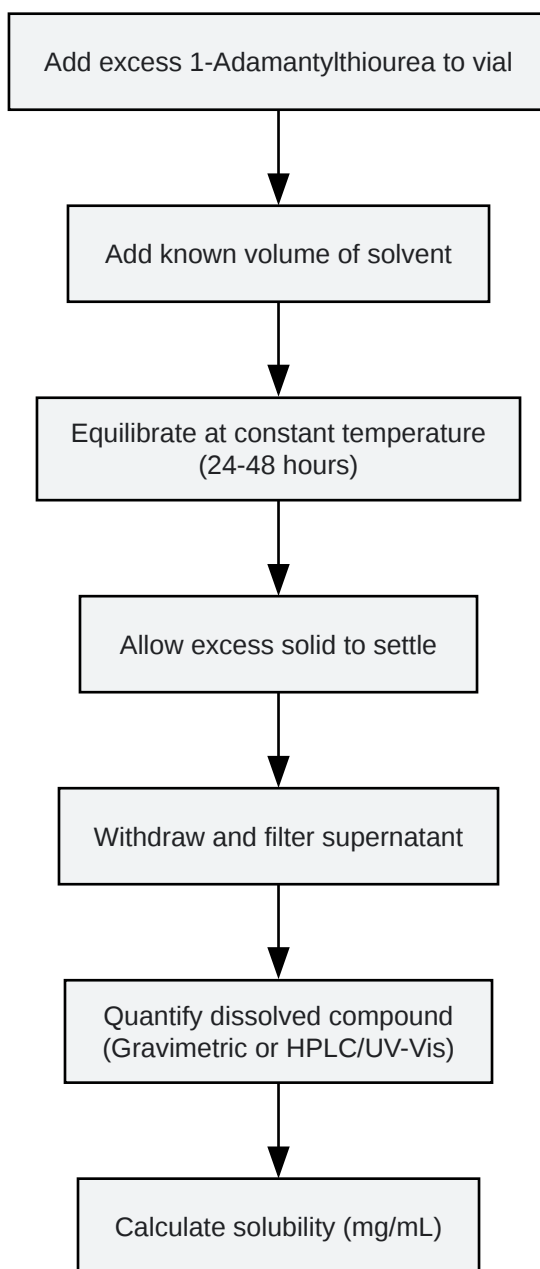 Add excess 1-Adamantylthiourea to vial
Add known volume of solvent
Equilibrate at constant temperature
(24-48 hours)
Allow excess solid to settle
Withdraw and filter supernatant
Quantify dissolved compound
(Gravimetric or HPLC/UV-Vis)
Calculate solubility (mg/mL)